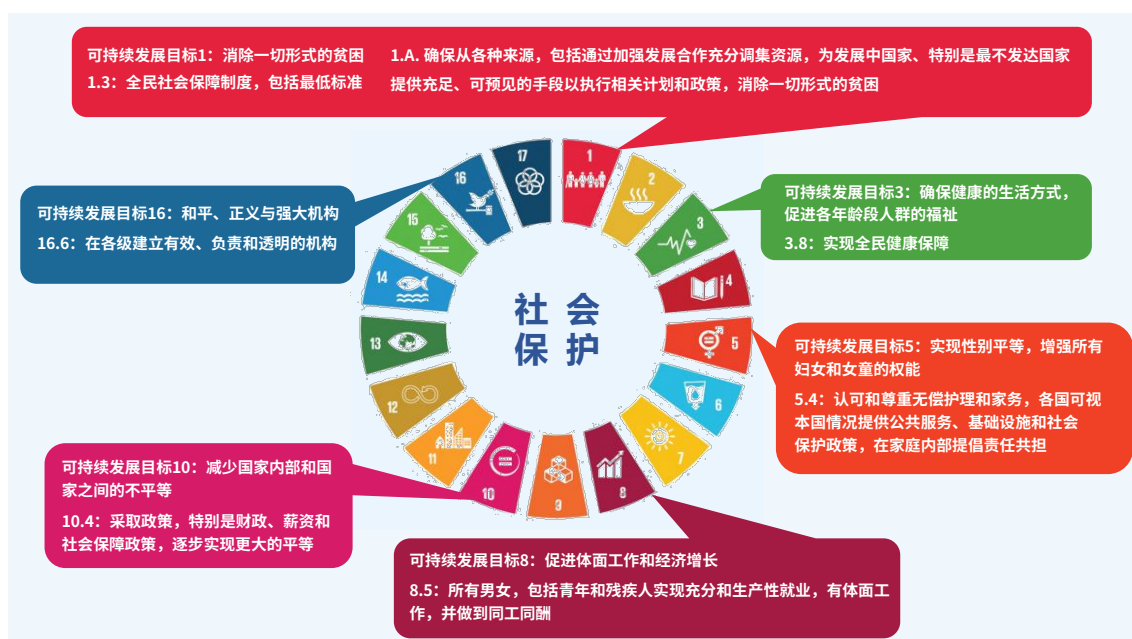 可持续发展目标1：消除一切形式的贫困
1.3：全民社会保障制度，包括最低标准
1.A. 确保从各种来源，包括通过加强发展合作充分调集资源，为发展中国家、特别是最不发达国家
提供充足、可预见的手段以执行相关计划和政策，消除一切形式的贫困
可持续发展目标16：和平、正义与强大机构
16.6：在各级建立有效、负责和透明的机构
可持续发展目标3：确保健康的生活方式，
促进各年龄段人群的福祉
3.8：实现全民健康保障
可持续发展目标5：实现性别平等，增强所有
妇女和女童的权能
5.4：认可和尊重无偿护理和家务，各国可视
本国情况提供公共服务、基础设施和社会
保护政策，在家庭内部提倡责任共担
可持续发展目标10：减少国家内部和国
家之间的不平等
10.4：采取政策，特别是财政、薪资和
社会保障政策，逐步实现更大的平等
可持续发展目标8：促进体面工作和经济增长
8.5：所有男女，包括青年和残疾人实现充分和生产性就业，有体面工
作，并做到同工同酬
社会
保护
1
2
3
4
5
6
7
8
9
10
11
12
13
14
15
16
17